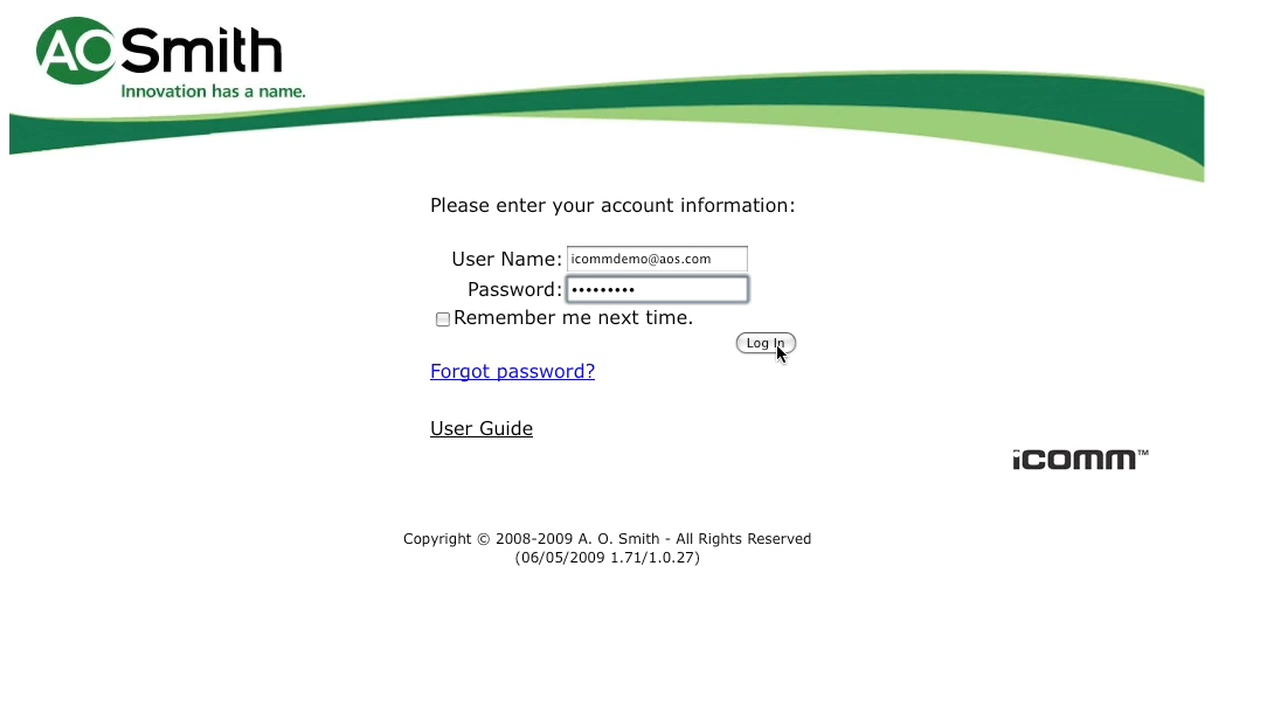 AO Smith
Innovation has a name.
Please enter your account information:
User Name: icommdemo@aos.com
Password: •••••••••
Remember me next time.
Log In
Forgot password?
User Guide
icomm™
Copyright © 2008-2009 A. O. Smith - All Rights Reserved
(06/05/2009 1.71/1.0.27)